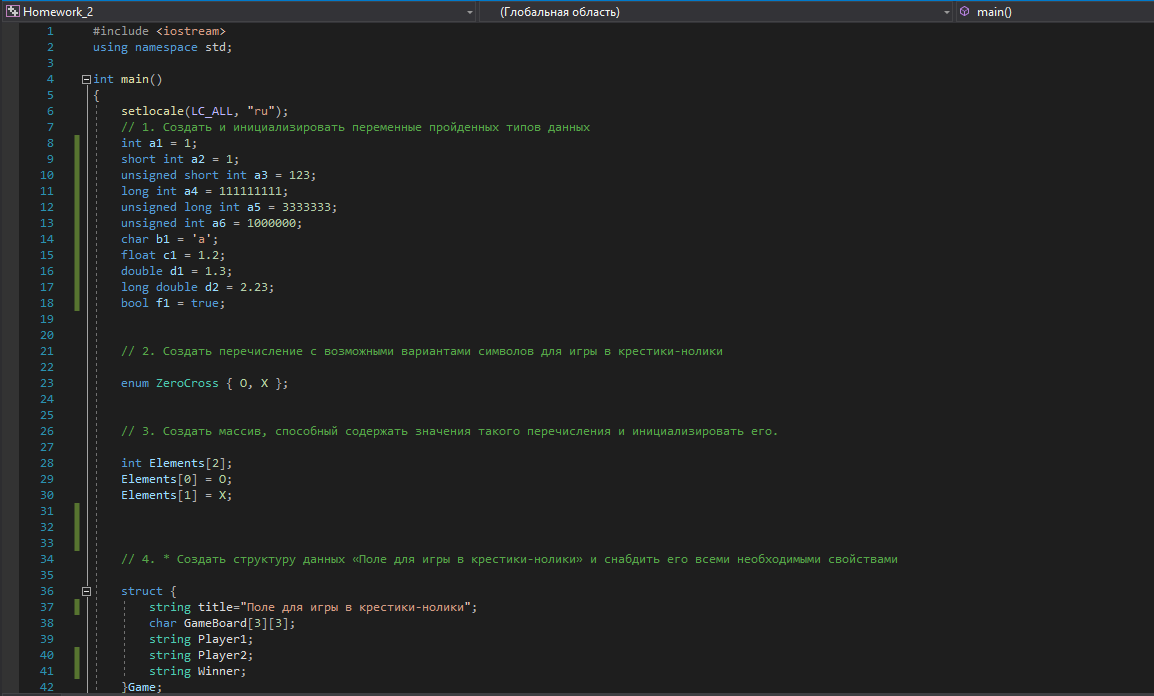 Homework_2 (Глобальная область) main()
1 #include <iostream>
2 using namespace std;
3
4 int main()
5 {
6 setlocale(LC_ALL, "ru");
7 // 1. Создать и инициализировать переменные пройденных типов данных
8 int a1 = 1;
9 short int a2 = 1;
10 unsigned short int a3 = 123;
11 long int a4 = 111111111;
12 unsigned long int a5 = 3333333;
13 unsigned int a6 = 1000000;
14 char b1 = 'a';
15 float c1 = 1.2;
16 double d1 = 1.3;
17 long double d2 = 2.23;
18 bool f1 = true;
19
20
21 // 2. Создать перечисление с возможными вариантами символов для игры в крестики-нолики
22
23 enum ZeroCross { O, X };
24
25
26 // 3. Создать массив, способный содержать значения такого перечисления и инициализировать его.
27
28 int Elements[2];
29 Elements[0] = O;
30 Elements[1] = X;
31
32
33
34 // 4. * Создать структуру данных «Поле для игры в крестики-нолики» и снабдить его всеми необходимыми свойствами
35
36 struct {
37 string title="Поле для игры в крестики-нолики";
38 char GameBoard[3][3];
39 string Player1;
40 string Player2;
41 string Winner;
42 }Game;